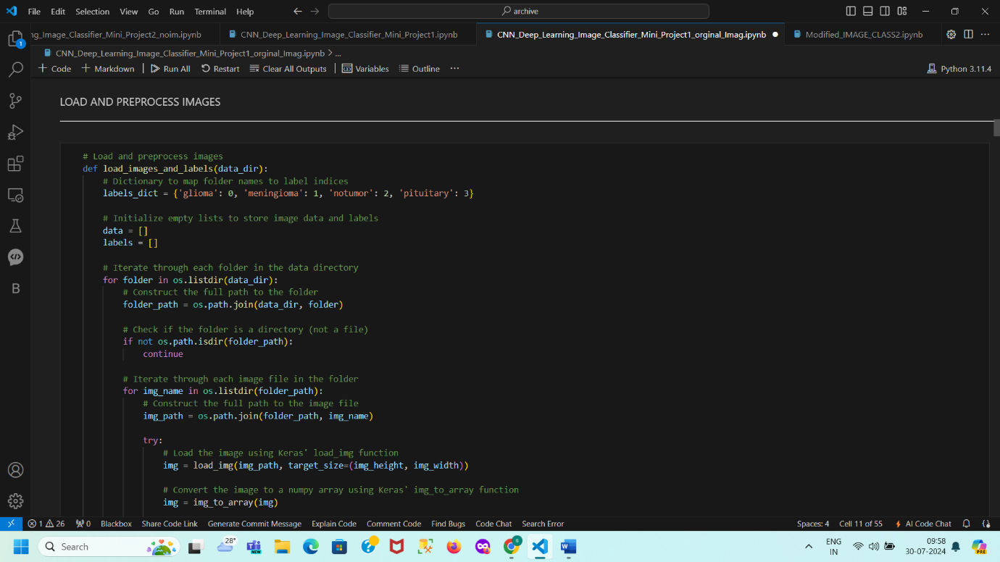 File Edit Selection View Go Run Terminal Help
archive
ng_Image_Classifier_Mini_Project2_noim.ipynb
CNN_Deep_Learning_Image_Classifier_Mini_Project1.ipynb
CNN_Deep_Learning_Image_Classifier_Mini_Project1_orginal_Imag.ipynb
Modified_IMAGE_CLASS2.ipynb
1
CNN_Deep_Learning_Image_Classifier_Mini_Project1_orginal_Imag.ipynb > ...
+ Code + Markdown | Run All Restart Clear All Outputs | Variables Outline ...
Python 3.11.4
LOAD AND PREPROCESS IMAGES
# Load and preprocess images
def load_images_and_labels(data_dir):
# Dictionary to map folder names to label indices
labels_dict = {'glioma': 0, 'meningioma': 1, 'notumor': 2, 'pituitary': 3}
# Initialize empty lists to store image data and labels
data = []
labels = []
# Iterate through each folder in the data directory
for folder in os.listdir(data_dir):
# Construct the full path to the folder
folder_path = os.path.join(data_dir, folder)
# Check if the folder is a directory (not a file)
if not os.path.isdir(folder_path):
continue
# Iterate through each image file in the folder
for img_name in os.listdir(folder_path):
# Construct the full path to the image file
img_path = os.path.join(folder_path, img_name)
try:
# Load the image using Keras' load_img function
img = load_img(img_path, target_size=(img_height, img_width))
# Convert the image to a numpy array using Keras' img_to_array function
img = img_to_array(img)
B
1 26 0 Blackbox Share Code Link Generate Commit Message Explain Code Comment Code Find Bugs Code Chat Search Error
Spaces: 4 Cell 11 of 55 AI Code Chat
Search
28°
NEW
5
ENG
IN
09:58
30-07-2024
PRE